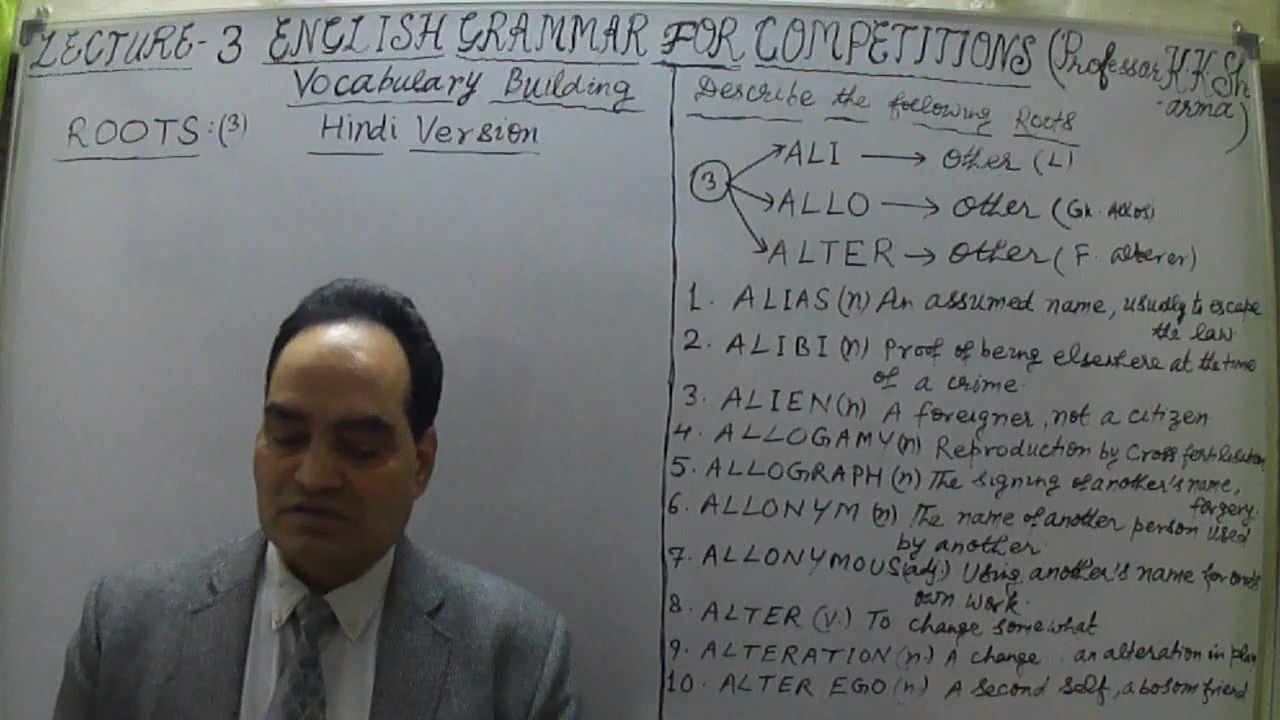 LECTURE-3 ENGLISH GRAMMAR FOR COMPETITIONS (Professor K.K.Sh
-arma)
Vocabulary Building
ROOTS:(3) Hindi Version
Describe the following Roots
3
ALI → Other (L)
ALLO → Other (Gk. Allos)
ALTER → Other (F. alterer)
1. ALIAS (n) An assumed name, usually to escape
the law.
2. ALIBI (n) Proof of being elsewhere at the time
of a crime.
3. ALIEN (n) A foreigner, not a citizen
4. ALLOGAMY (n) Reproduction by Cross fertilisation
5. ALLOGRAPH (n) The signing of another's name,
forgery.
6. ALLONYM (n) The name of another person used
by another.
7. ALLONYMOUS (adj.) Using another's name for one's
own work.
8. ALTER (v.) To change somewhat
9. ALTERATION (n.) A change. an alteration in plan
10. ALTER EGO (n) A second self, a bosom friend